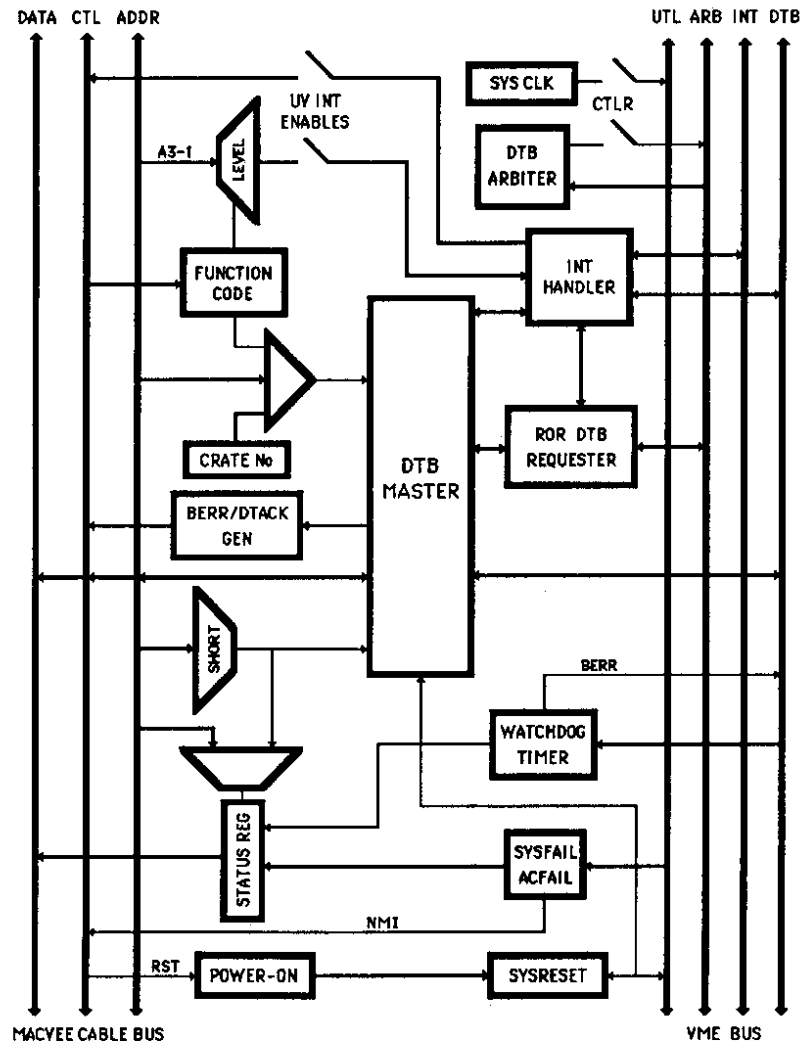 DATA CTL ADDR
UTL ARB INT DTB
SYS CLK
UV INT
ENABLES
CTLR
A3-1
LEVEL
DTB
ARBITER
FUNCTION
CODE
INT
HANDLER
CRATE No
DTB
MASTER
ROR DTB
REQUESTER
BERR/DTACK
GEN
SHORT
BERR
WATCHDOG
TIMER
STATUS REG
SYSFAIL
ACFAIL
NMI
RST
POWER-ON
SYSRESET
MACVEE CABLE BUS
VME BUS